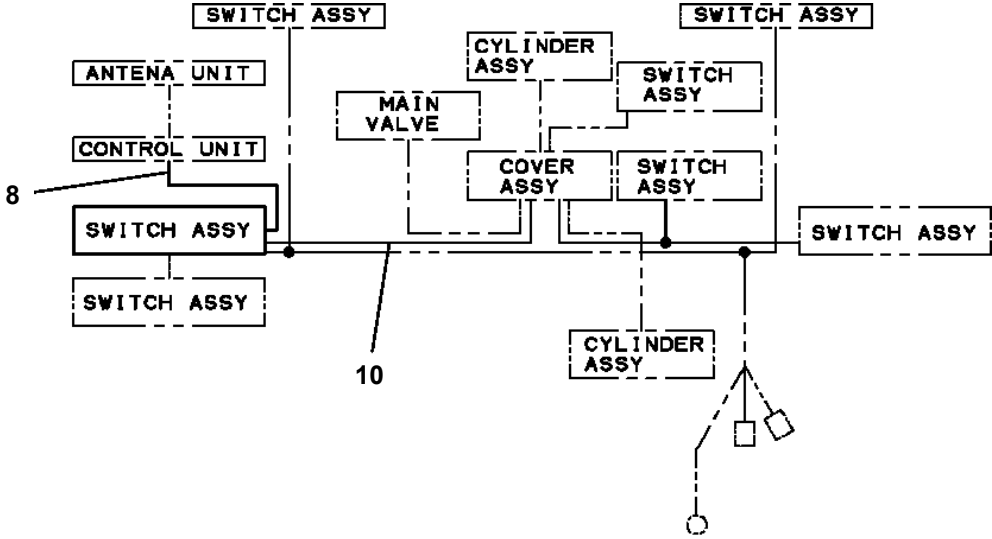 SWITCH ASSY
SWITCH ASSY
CYLINDER
ASSY
ANTENA UNIT
SWITCH
ASSY
MAIN
VALVE
CONTROL UNIT
COVER
ASSY
SWITCH
ASSY
8
SWITCH ASSY
SWITCH ASSY
SWITCH ASSY
CYLINDER
ASSY
10